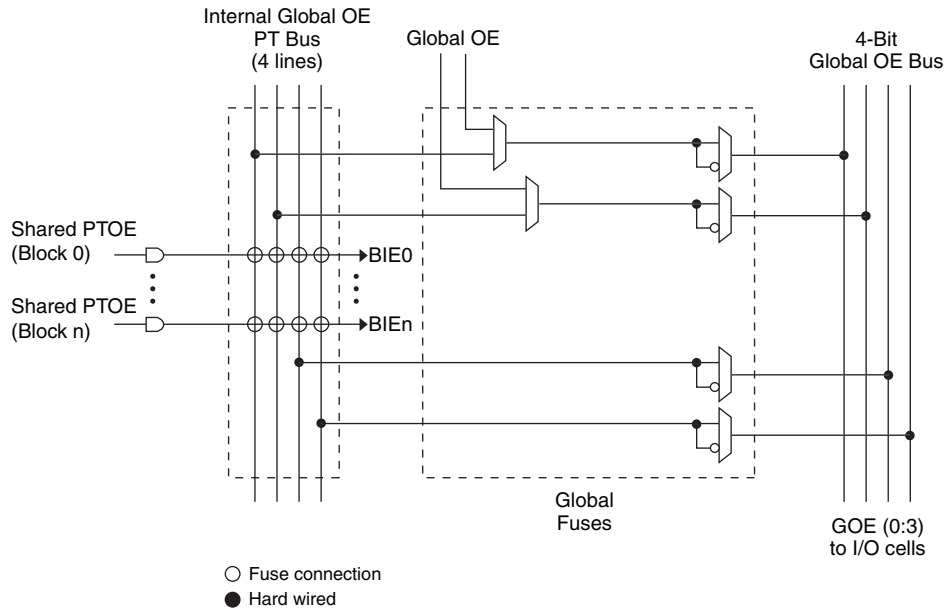 Internal Global OE
PT Bus
(4 lines)
Global OE
4-Bit
Global OE Bus
Shared PTOE
(Block 0)
BIE0
Shared PTOE
(Block n)
BIEn
Global
Fuses
GOE (0:3)
to I/O cells
Fuse connection
Hard wired